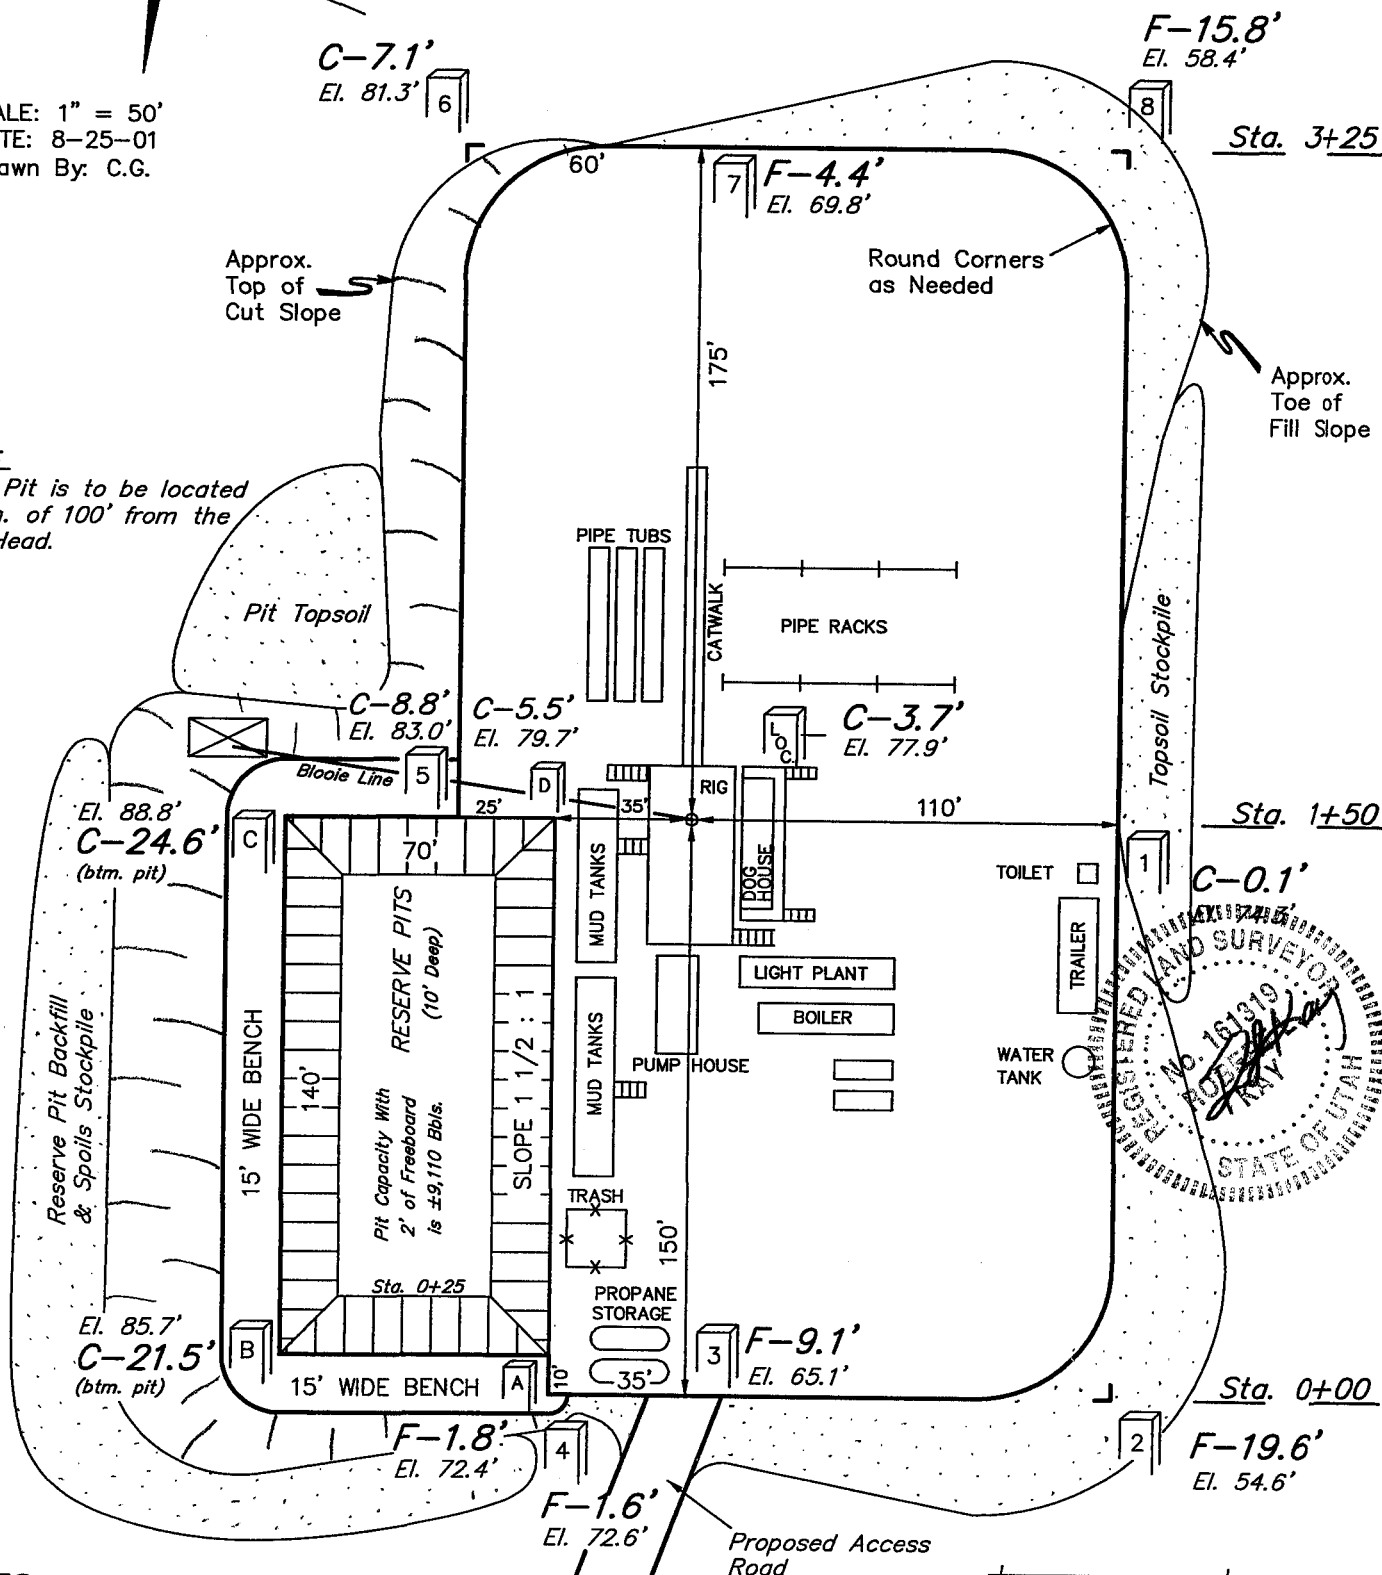 C-7.1'
El. 81.3'
6
F-15.8'
El. 58.4'
8
ALE: 1" = 50'
TE: 8-25-01
awn By: C.G.
Sta. 3+25
60'
7
F-4.4'
El. 69.8'
Approx.
Top of
Cut Slope
Round Corners
as Needed
175'
Approx.
Toe of
Fill Slope
Pit is to be located
. of 100' from the
Head.
PIPE TUBS
CATWALK
PIPE RACKS
Pit Topsoil
Topsoil Stockpile
C-8.8'
El. 83.0'
C-5.5'
El. 79.7'
L
O
C.
C-3.7'
El. 77.9'
Blooie Line
5
D
RIG
El. 88.8'
C-24.6'
(btm. pit)
C
25'
35'
110'
Sta. 1+50
70'
MUD TANKS
DOG
HOUSE
TOILET
1
C-0.1'
El. 74.3'
TRAILER
RESERVE PITS
(10' Deep)
LIGHT PLANT
BOILER
PUMP HOUSE
WATER
TANK
REGISTERED LAND SURVEYOR
No. 161319
KAY
STATE OF UTAH
Reserve Pit Backfill
& Spoils Stockpile
15' WIDE BENCH
140'
Pit Capacity With
2' of Freeboard
is ±9,110 Bbls.
SLOPE 1 1/2 : 1
MUD TANKS
TRASH
150'
Sta. 0+25
PROPANE
STORAGE
El. 85.7'
C-21.5'
(btm. pit)
B
15' WIDE BENCH
A
10'
35'
3
F-9.1'
El. 65.1'
Sta. 0+00
F-1.8'
El. 72.4'
4
2
F-19.6'
El. 54.6'
F-1.6'
El. 72.6'
Proposed Access
Road